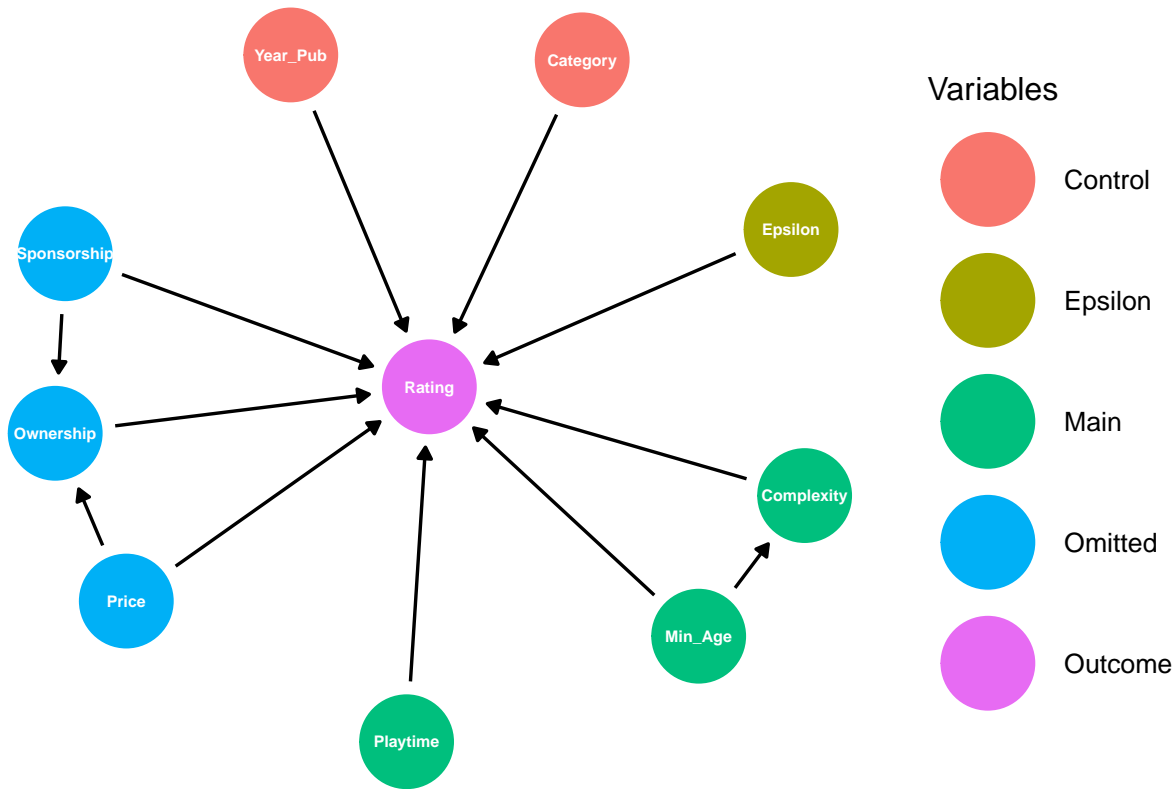 Year_Pub
Category
Variables
Control
Epsilon
Sponsorship
Epsilon
Rating
Main
Ownership
Complexity
Omitted
Price
Min_Age
Outcome
Playtime